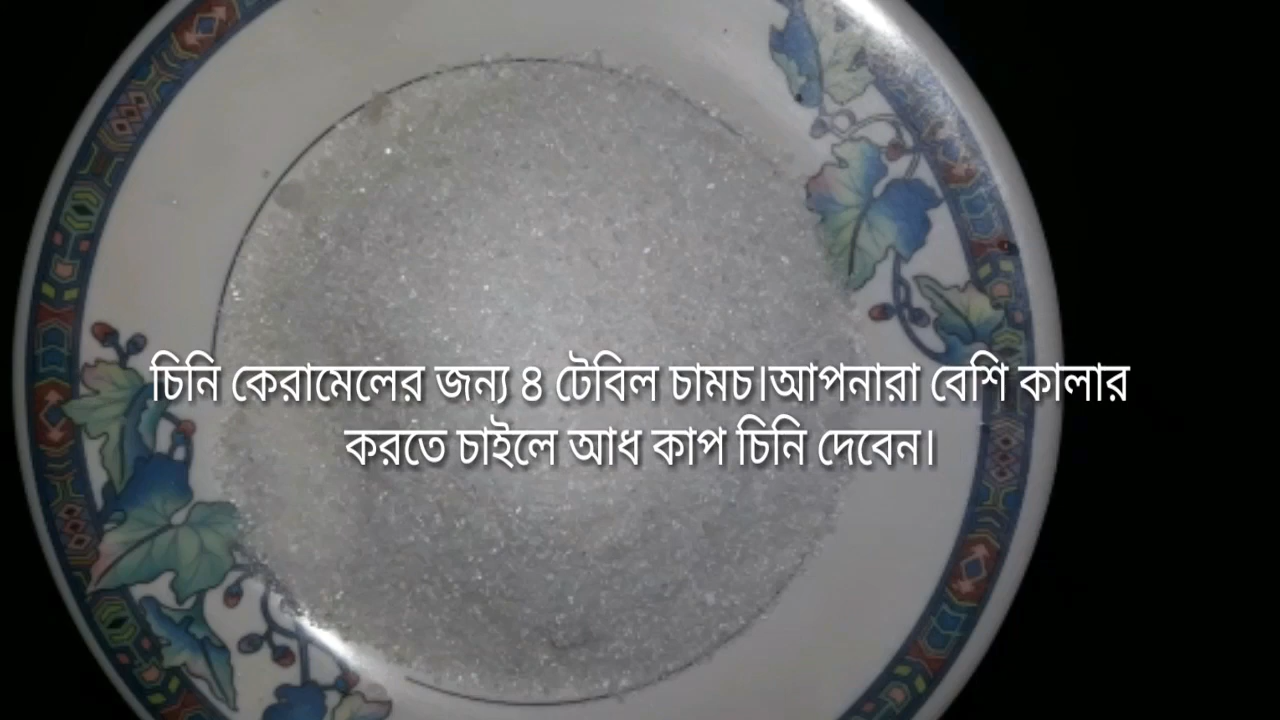 চিনি কেরামেলের জন্য ৪ টেবিল চামচ।আপনারা বেশি কালার
করতে চাইলে আধ কাপ চিনি দেবেন।